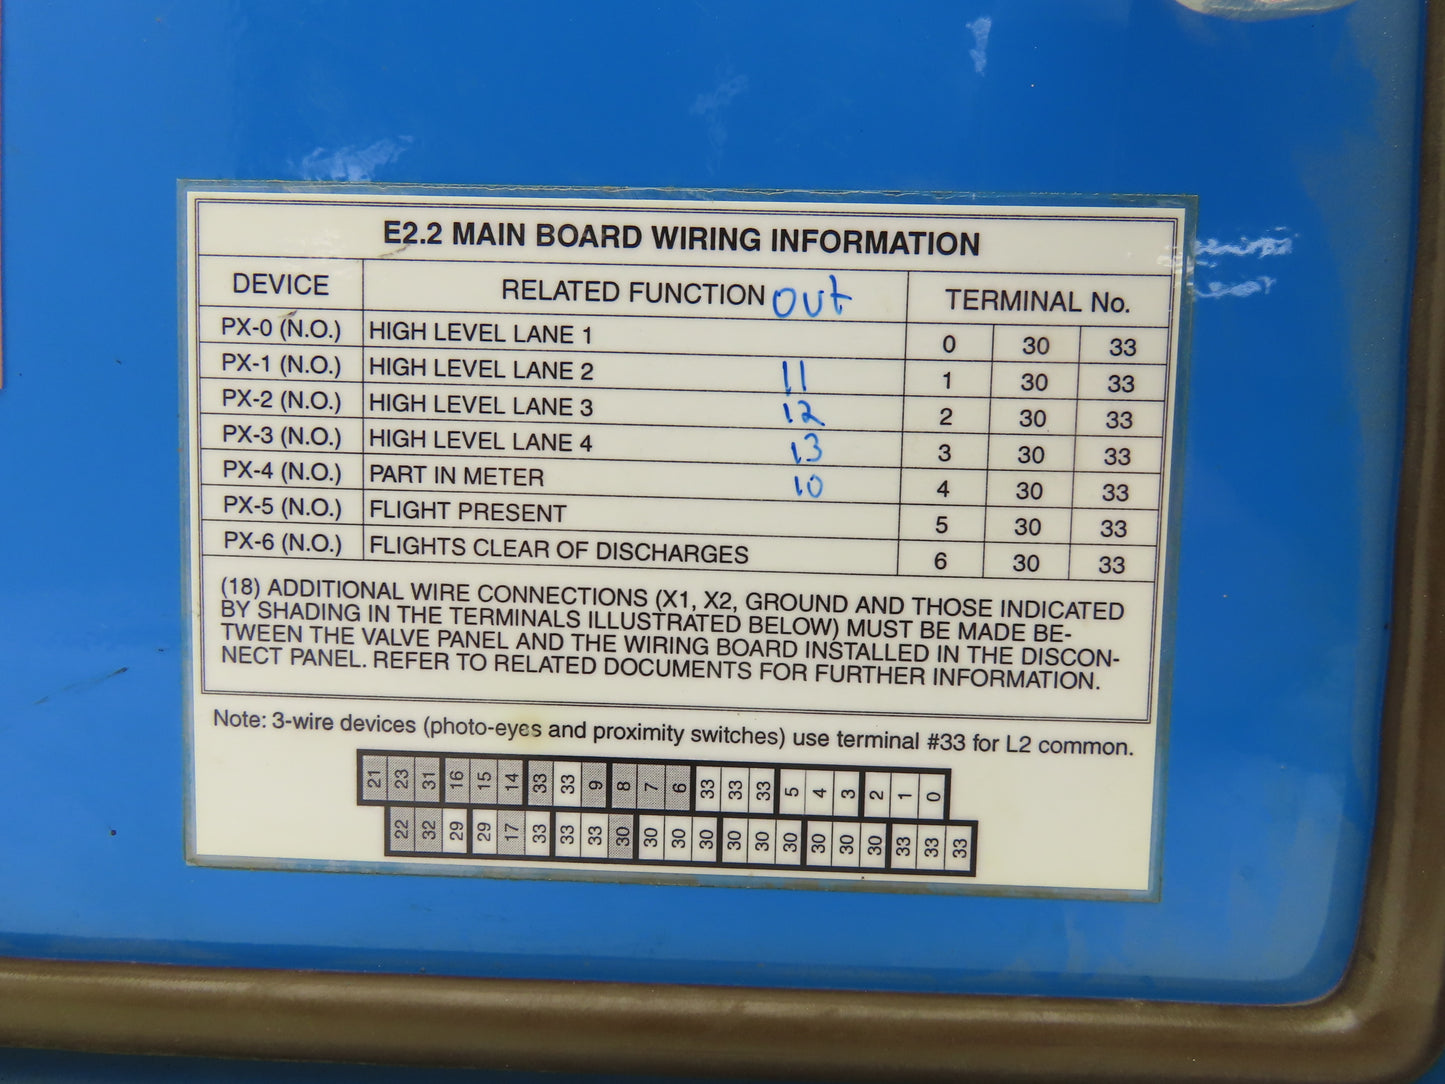 E2.2 MAIN BOARD WIRING INFORMATION
DEVICE RELATED FUNCTION out TERMINAL No.
PX-0 (N.O.) HIGH LEVEL LANE 1 0 30 33
PX-1 (N.O.) HIGH LEVEL LANE 2 11 1 30 33
PX-2 (N.O.) HIGH LEVEL LANE 3 12 2 30 33
PX-3 (N.O.) HIGH LEVEL LANE 4 13 3 30 33
PX-4 (N.O.) PART IN METER 10 4 30 33
PX-5 (N.O.) FLIGHT PRESENT 5 30 33
PX-6 (N.O.) FLIGHTS CLEAR OF DISCHARGES 6 30 33
(18) ADDITIONAL WIRE CONNECTIONS (X1, X2, GROUND AND THOSE INDICATED
BY SHADING IN THE TERMINALS ILLUSTRATED BELOW) MUST BE MADE BE-
TWEEN THE VALVE PANEL AND THE WIRING BOARD INSTALLED IN THE DISCON-
NECT PANEL. REFER TO RELATED DOCUMENTS FOR FURTHER INFORMATION.
Note: 3-wire devices (photo-eyes and proximity switches) use terminal #33 for L2 common.
21 23 31 16 15 14 33 33 9 8 7 6 33 33 33 5 4 3 2 1 0
22 32 29 29 17 33 33 33 30 30 30 30 30 30 30 30 30 30 33 33 33